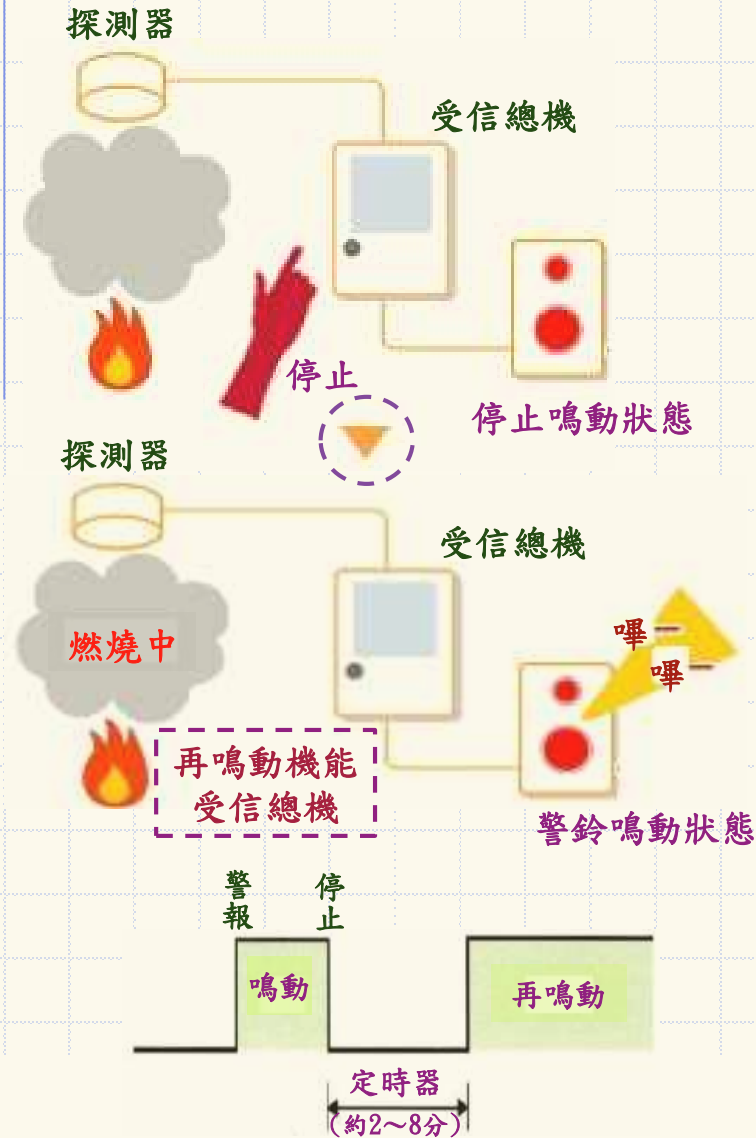 探測器
受信總機
停止
停止鳴動狀態
探測器
受信總機
燃燒中
嗶ー
嗶ー
再鳴動機能
受信總機
警鈴鳴動狀態
警報
停止
鳴動
再鳴動
定時器
(約2～8分)